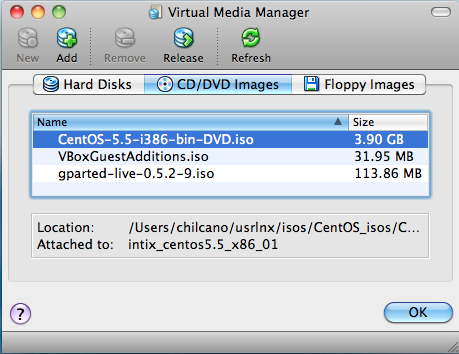 Virtual Media Manager
New Add Remove Release Refresh
Hard Disks CD/DVD Images Floppy Images
Name Size
CentOS-5.5-i386-bin-DVD.iso 3.90 GB
VBoxGuestAdditions.iso 31.95 MB
gparted-live-0.5.2-9.iso 113.86 MB
Location: /Users/chilcano/usrlnx/isos/CentOS_isos/C...
Attached to: intix_centos5.5_x86_01
? OK